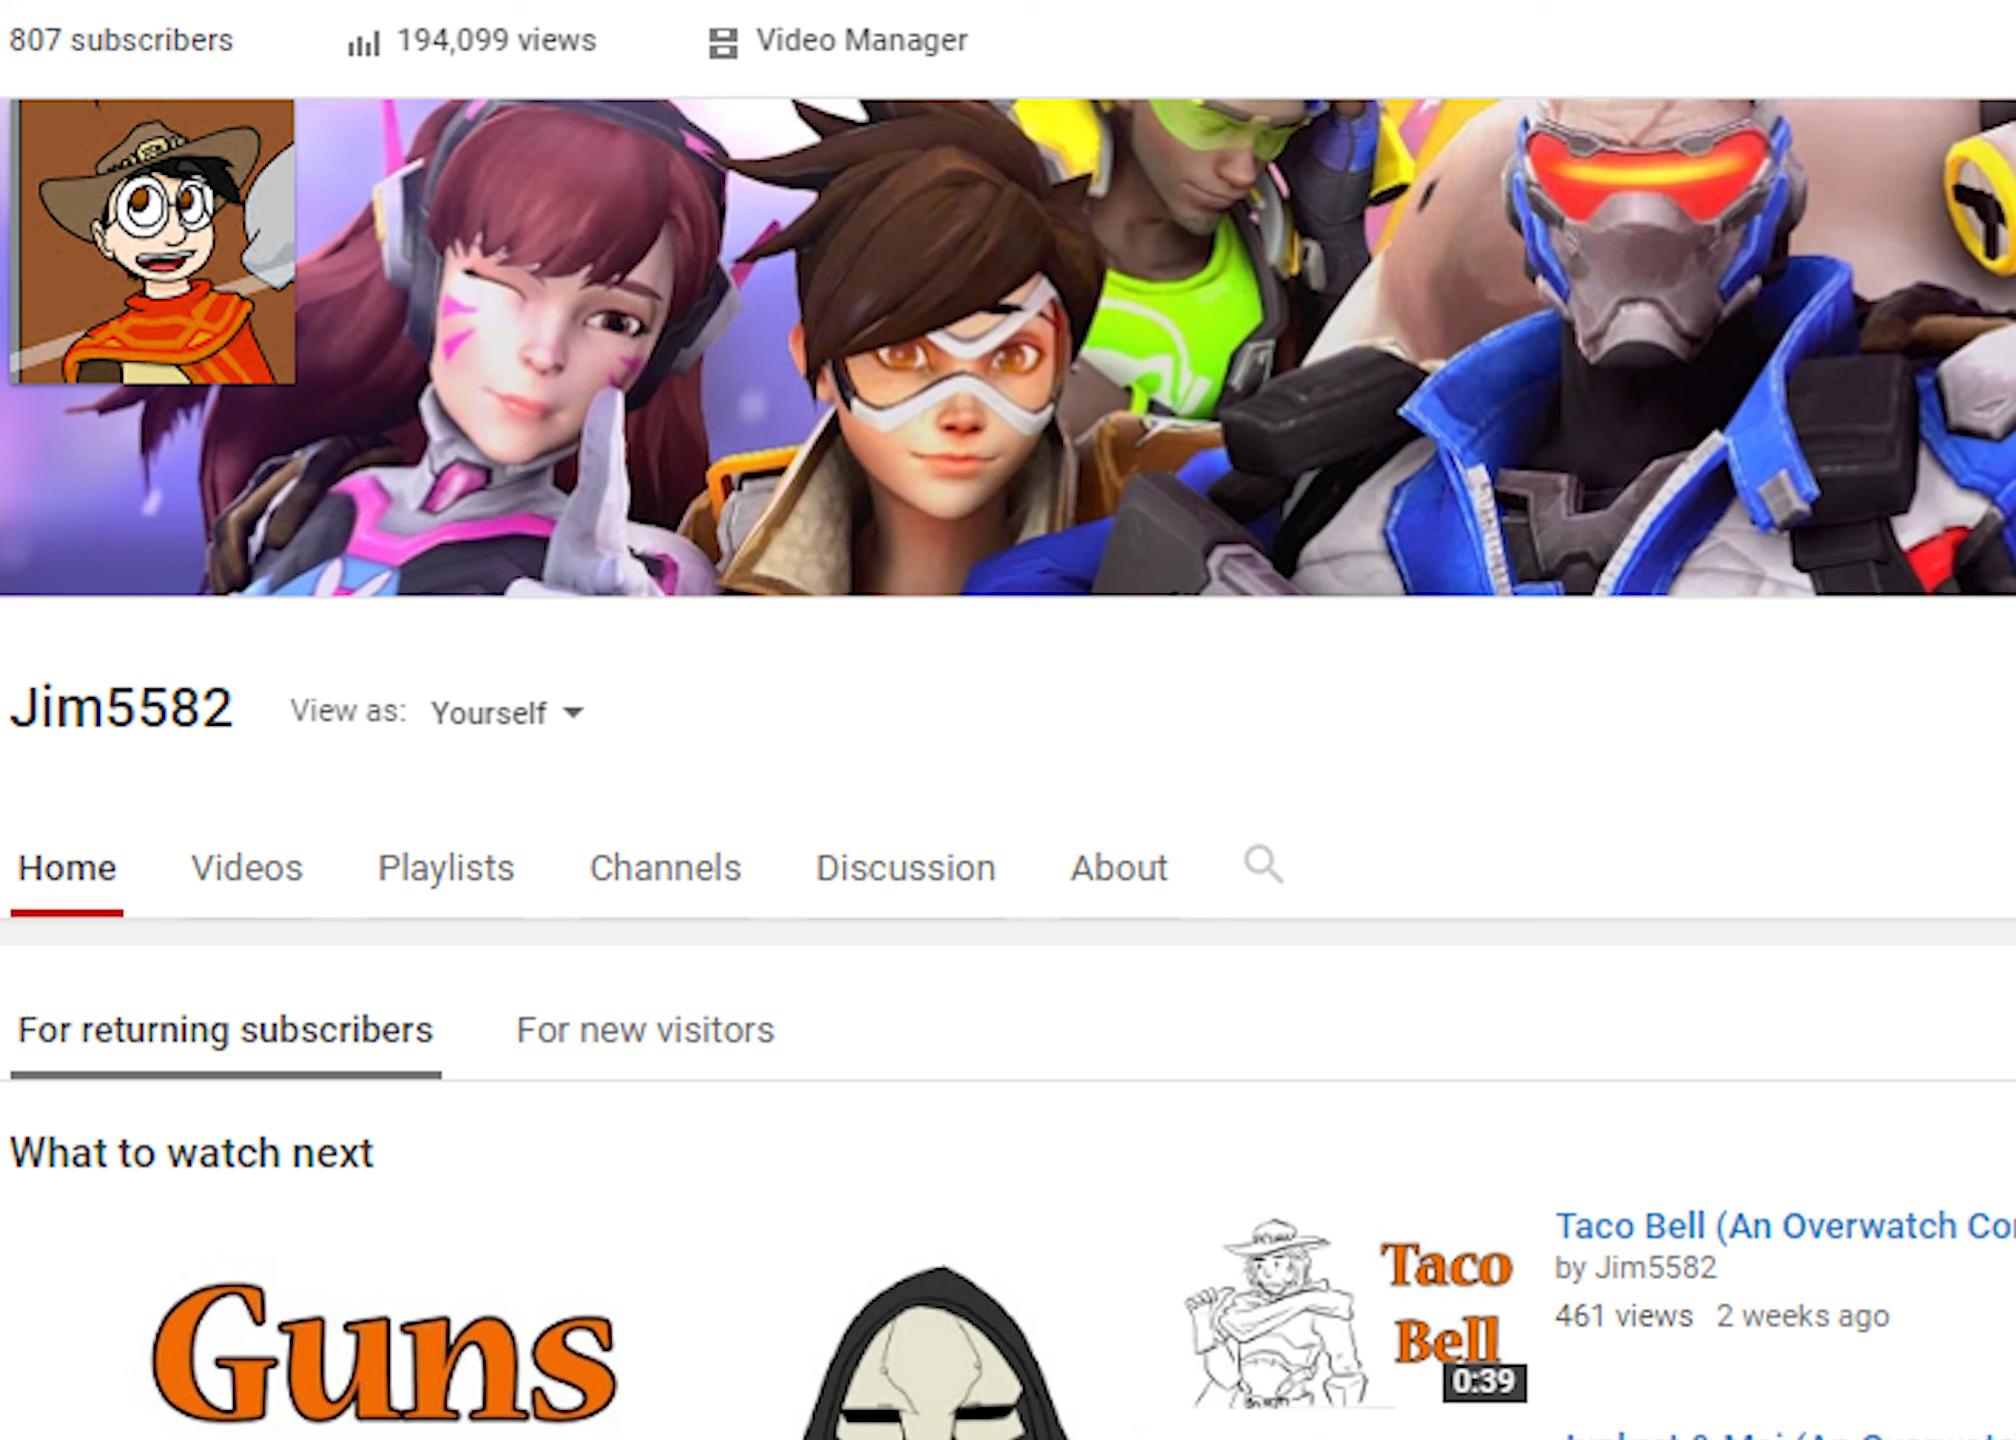 807 subscribers 194,099 views Video Manager
Jim5582 View as: Yourself
Home Videos Playlists Channels Discussion About
For returning subscribers For new visitors
What to watch next
Guns
Taco
Bell
0:39
Taco Bell (An Overwatch Co
by Jim5582
461 views 2 weeks ago